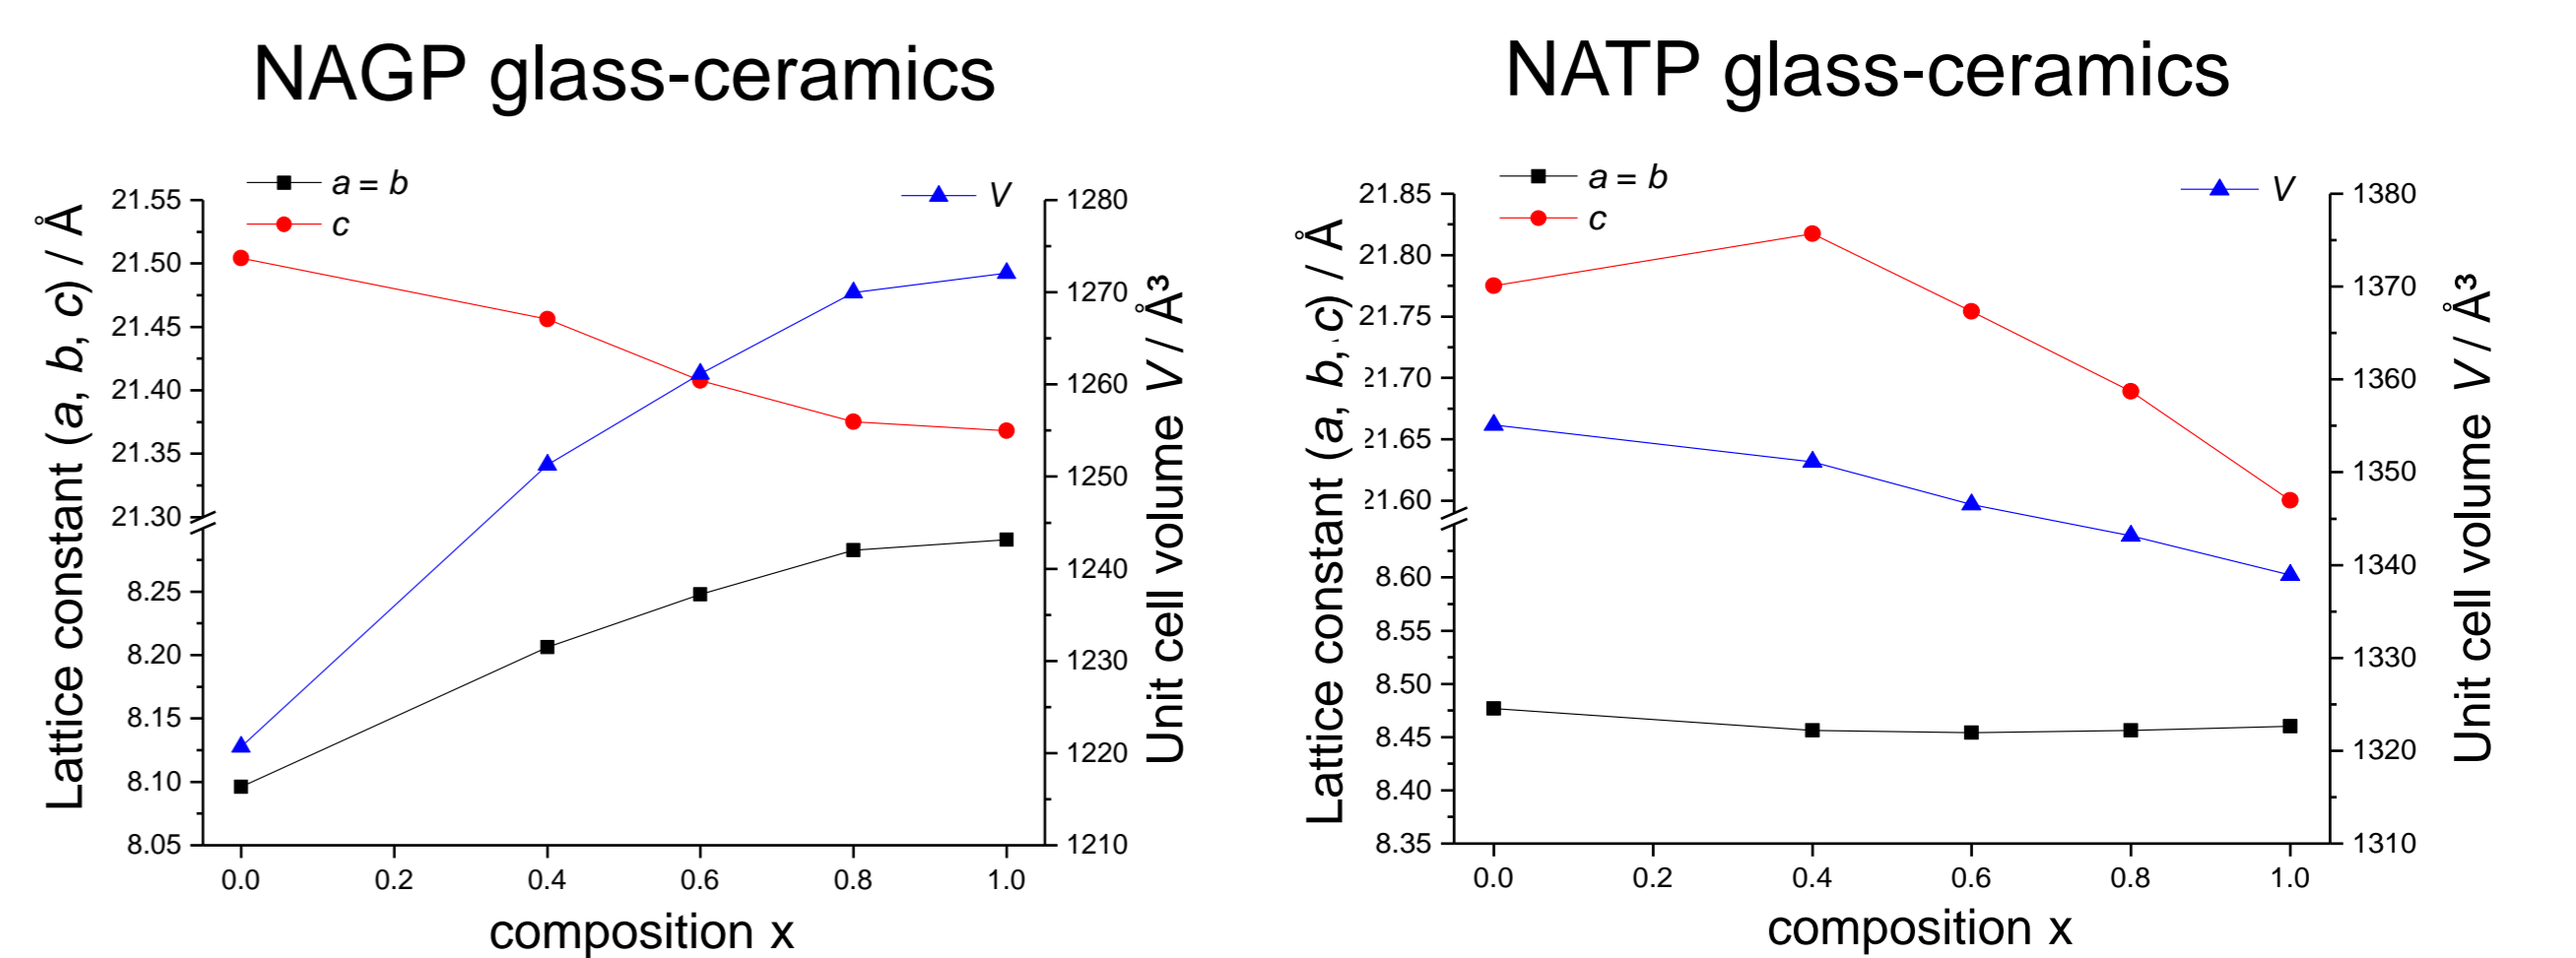 NAGP glass-ceramics
a = b
c
V
Lattice constant (a, b, c) / Å
21.55
21.50
21.45
21.40
21.35
21.30
8.25
8.20
8.15
8.10
8.05
1280
1270
1260
1250
1240
1230
1220
1210
Unit cell volume V / Å³
0.0 0.2 0.4 0.6 0.8 1.0
composition x
NATP glass-ceramics
a = b
c
V
Lattice constant (a, b, c) / Å
21.85
21.80
21.75
21.70
21.65
21.60
8.60
8.55
8.50
8.45
8.40
8.35
1380
1370
1360
1350
1340
1330
1320
1310
Unit cell volume V / Å³
0.0 0.2 0.4 0.6 0.8 1.0
composition x